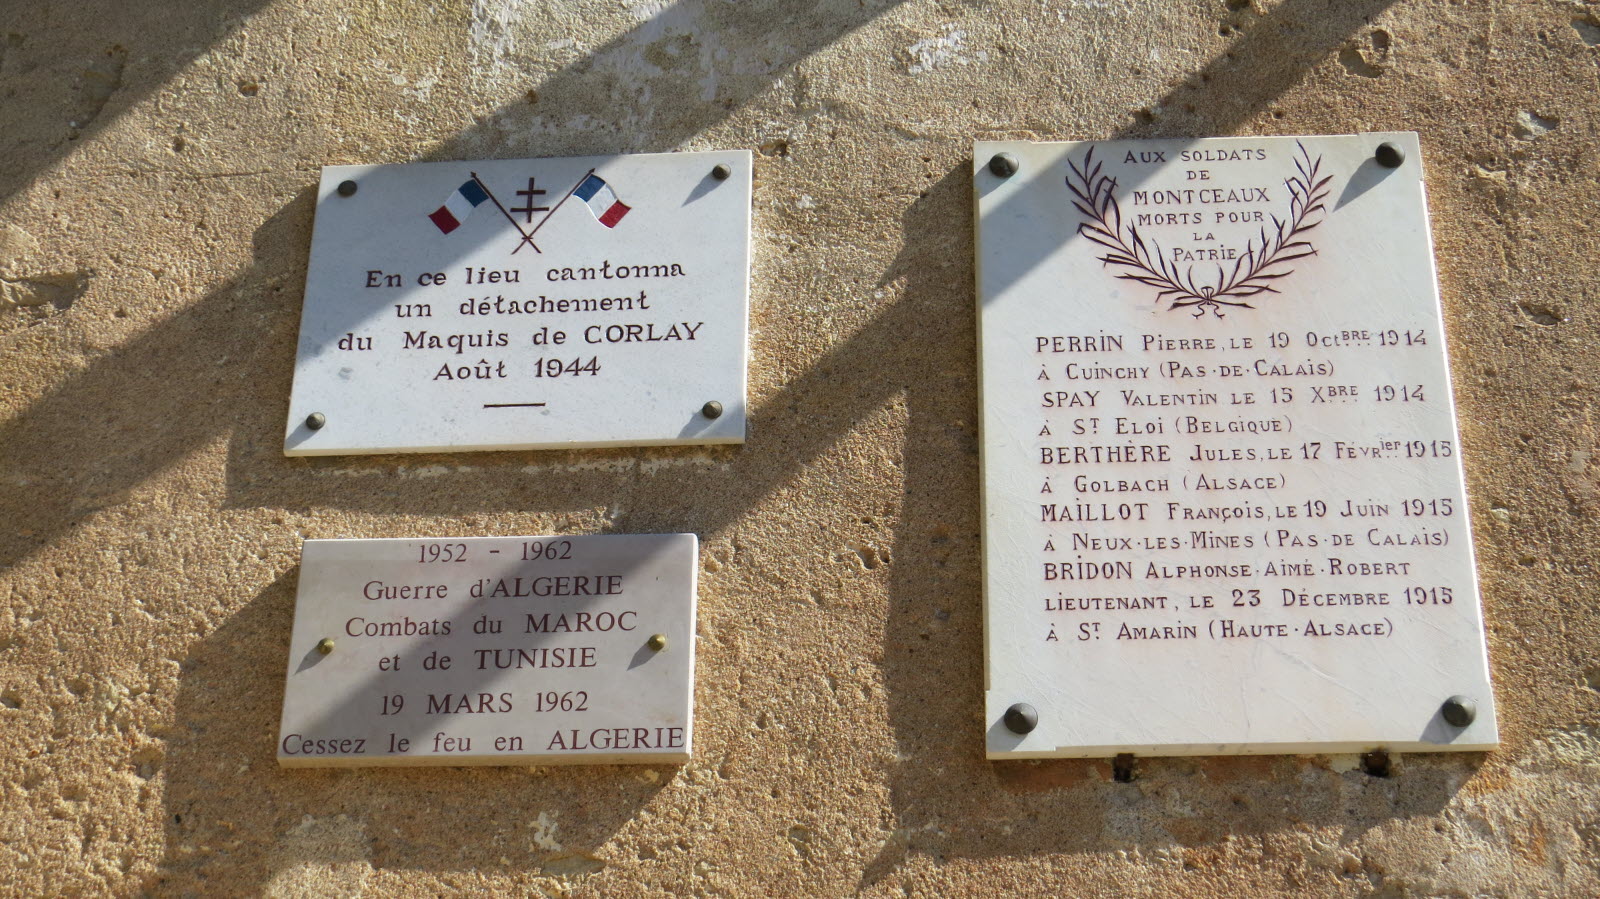 En ce lieu cantonna
un détachement
du Maquis de CORLAY
Août 1944
1952 - 1962
Guerre d'ALGERIE
Combats du MAROC
et de TUNISIE
19 MARS 1962
Cessez le feu en ALGERIE
AUX SOLDATS
DE
MONTCEAUX
MORTS POUR
LA
PATRIE
PERRIN PIERRE, LE 19 OCTBRE 1914
À CUINCHY (PAS·DE·CALAIS)
SPAY VALENTIN LE 15 XBRE 1914
À ST ELOI (BELGIQUE)
BERTHÈRE JULES, LE 17 FÉVRier 1915
À GOLBACH (ALSACE)
MAILLOT FRANÇOIS, LE 19 JUIN 1915
À NEUX·LES·MINES (PAS·DE CALAIS)
BRIDON ALPHONSE·AIMÉ·ROBERT
LIEUTENANT, LE 23 DÉCEMBRE 1915
À ST AMARIN (HAUTE·ALSACE)